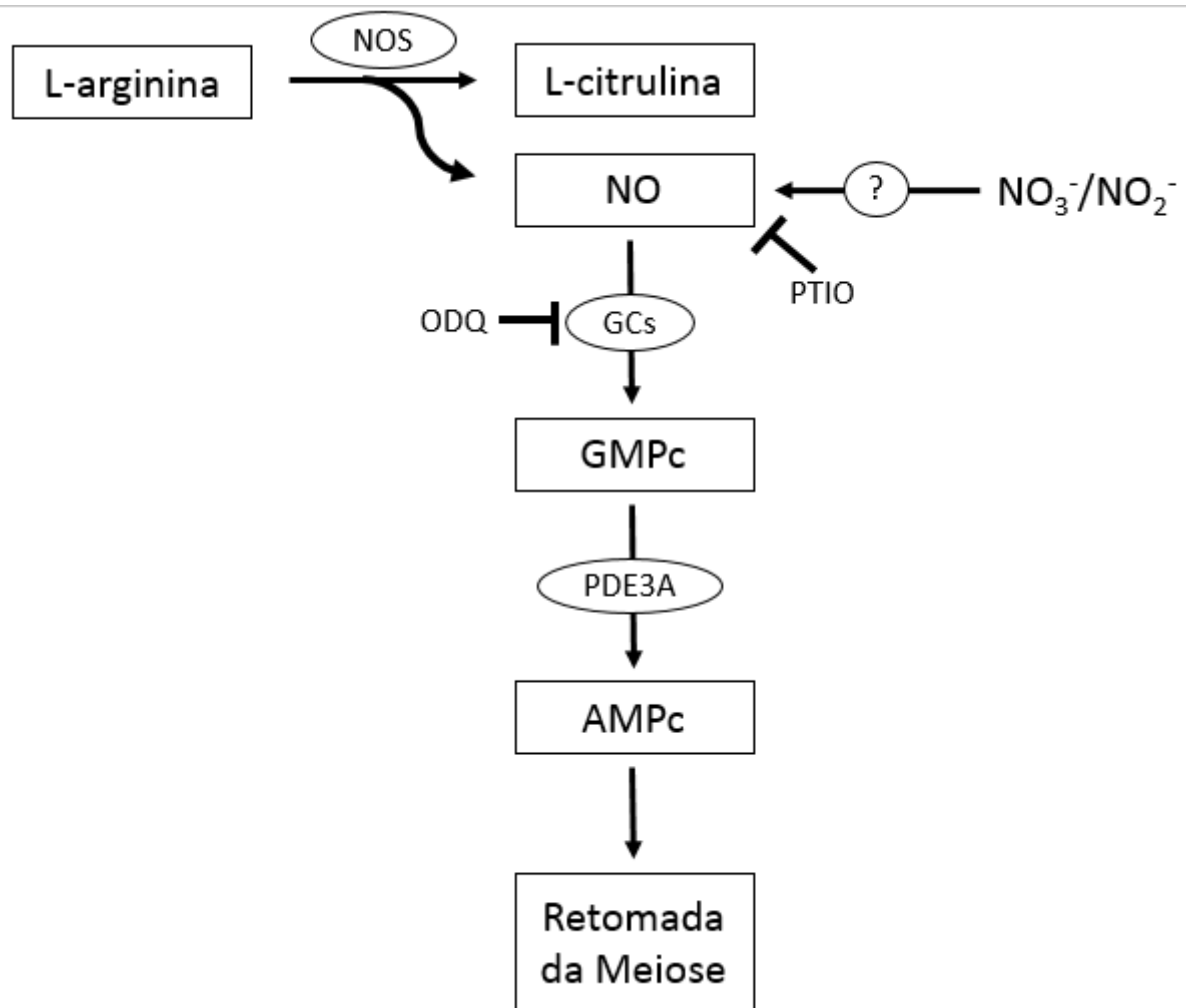 NOS
L-arginina
L-citrulina
NO
?
NO₃⁻/NO₂⁻
PTIO
ODQ
GCs
GMPc
PDE3A
AMPc
Retomada
da Meiose